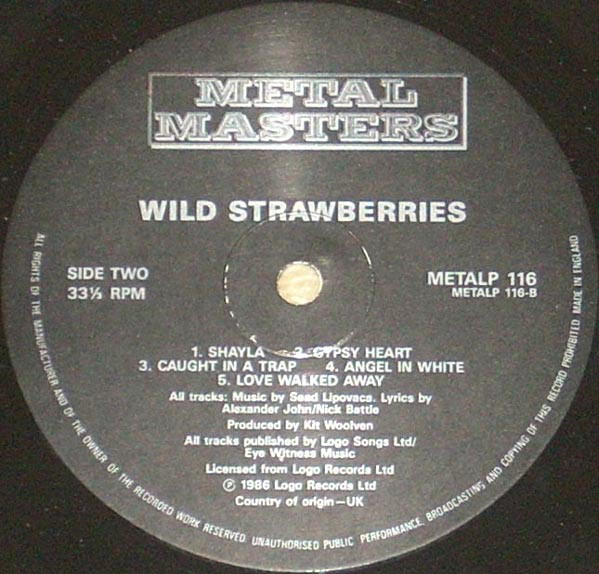 METAL
MASTERS
WILD STRAWBERRIES
SIDE TWO
33⅓ RPM
METALP 116
METALP 116-B
1. SHAYLA 2. GYPSY HEART
3. CAUGHT IN A TRAP 4. ANGEL IN WHITE
5. LOVE WALKED AWAY
All tracks: Music by Sead Lipovaca. Lyrics by
Alexander John/Nick Battle
Produced by Kit Woolven
All tracks published by Logo Songs Ltd/
Eye Witness Music
Licensed from Logo Records Ltd
℗ 1986 Logo Records Ltd
Country of origin—UK
ALL RIGHTS OF THE MANUFACTURER AND OF THE OWNER OF THE RECORDED WORK RESERVED. UNAUTHORISED PUBLIC PERFORMANCE, BROADCASTING AND COPYING OF THIS RECORD PROHIBITED. MADE IN ENGLAND